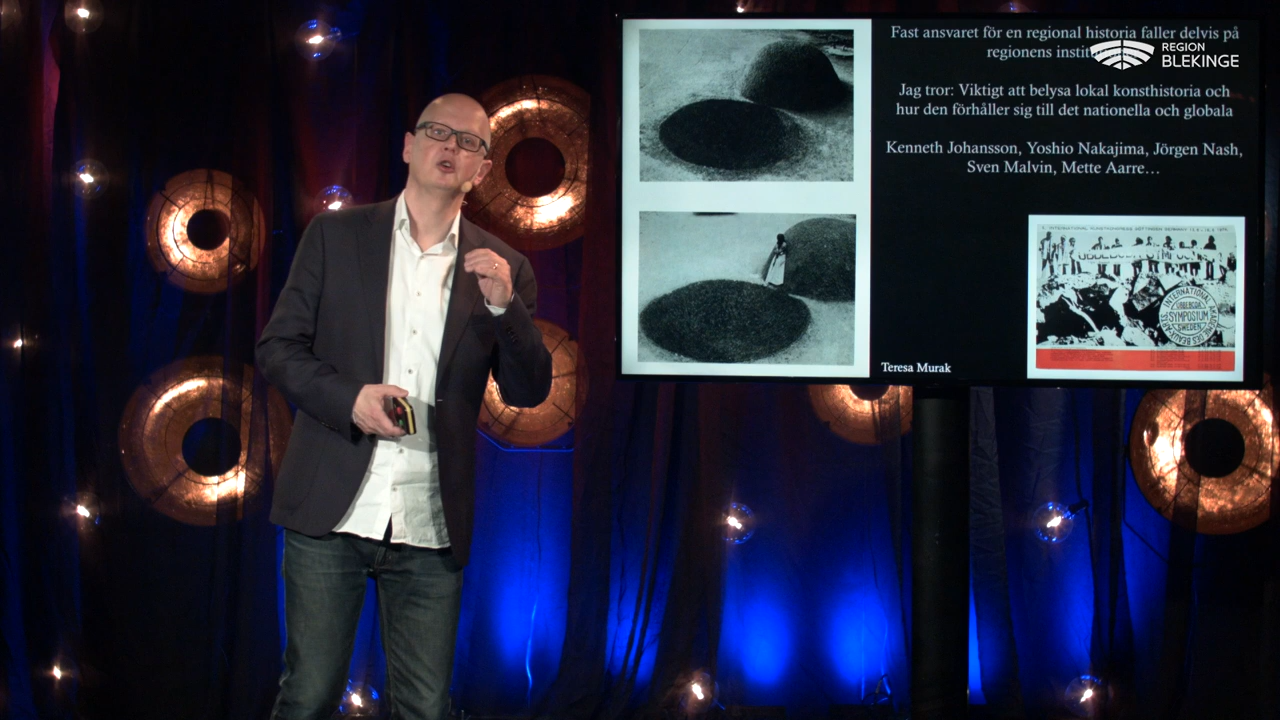 Fast ansvaret för en regional historia faller delvis på
regionens
REGION
BLEKINGE
Jag tror: Viktigt att belysa lokal konsthistoria och
hur den förhåller sig till det nationella och globala
Kenneth Johansson, Yoshio Nakajima, Jörgen Nash,
Sven Malvin, Mette Aarre…
Teresa Murak
INTERNATIONAL
UBBEBODA
SYMPOSIUM
SWEDEN